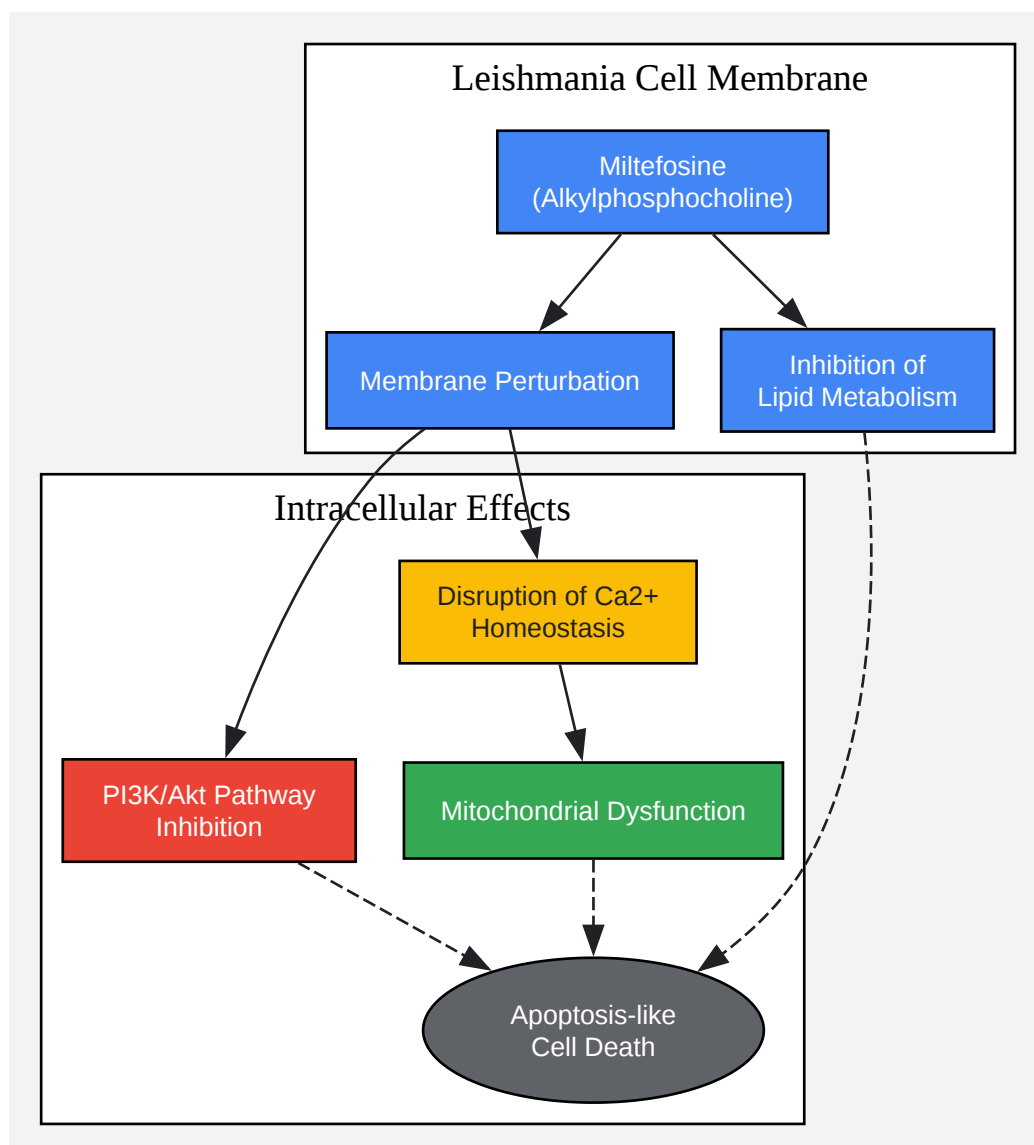 Leishmania Cell Membrane
Miltefosine
(Alkylphosphocholine)
Membrane Perturbation
Inhibition of
Lipid Metabolism
Intracellular Effects
Disruption of Ca2+
Homeostasis
PI3K/Akt Pathway
Inhibition
Mitochondrial Dysfunction
Apoptosis-like
Cell Death